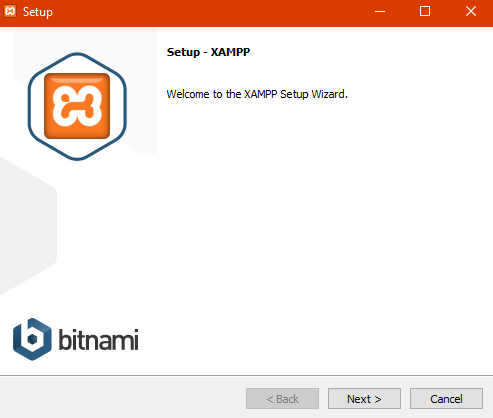 Setup
Setup - XAMPP
Welcome to the XAMPP Setup Wizard.
bitnami
< Back
Next >
Cancel